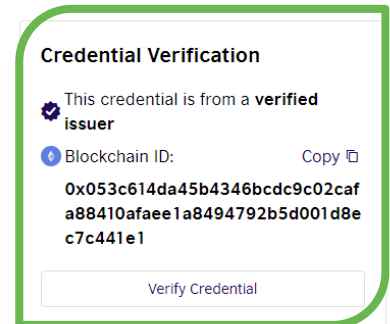 Credential Verification
This credential is from a verified
issuer
Blockchain ID: Copy
0x053c614da45b4346bcdc9c02caf
a88410afaee1a8494792b5d001d8e
c7c441e1
Verify Credential